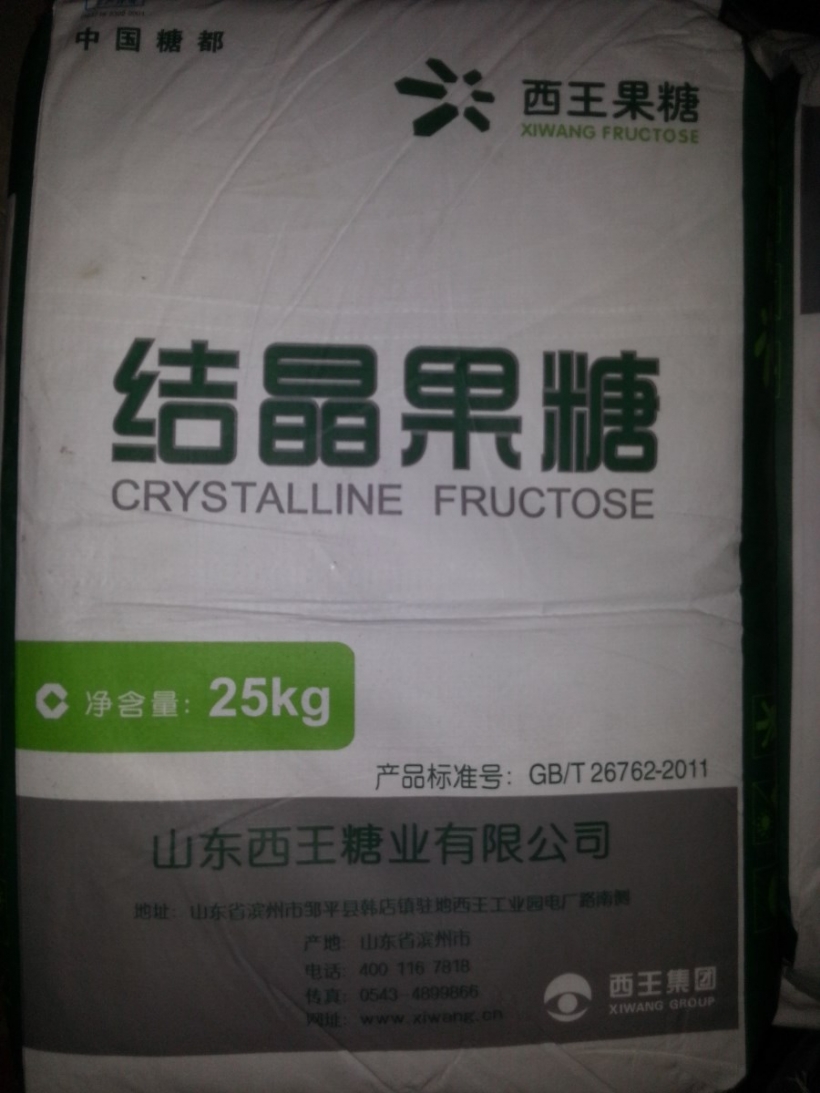 中国糖都
西王果糖
XIWANG FRUCTOSE
结晶果糖
CRYSTALLINE FRUCTOSE
净含量: 25kg
产品标准号: GB/T 26762-2011
山东西王糖业有限公司
地址: 山东省滨州市邹平县韩店镇驻地西王工业园电厂路南侧
产地: 山东省滨州市
电话: 400 116 7818
传真: 0543-4899866
网址: www.xiwang.cn
西王集团
XIWANG GROUP